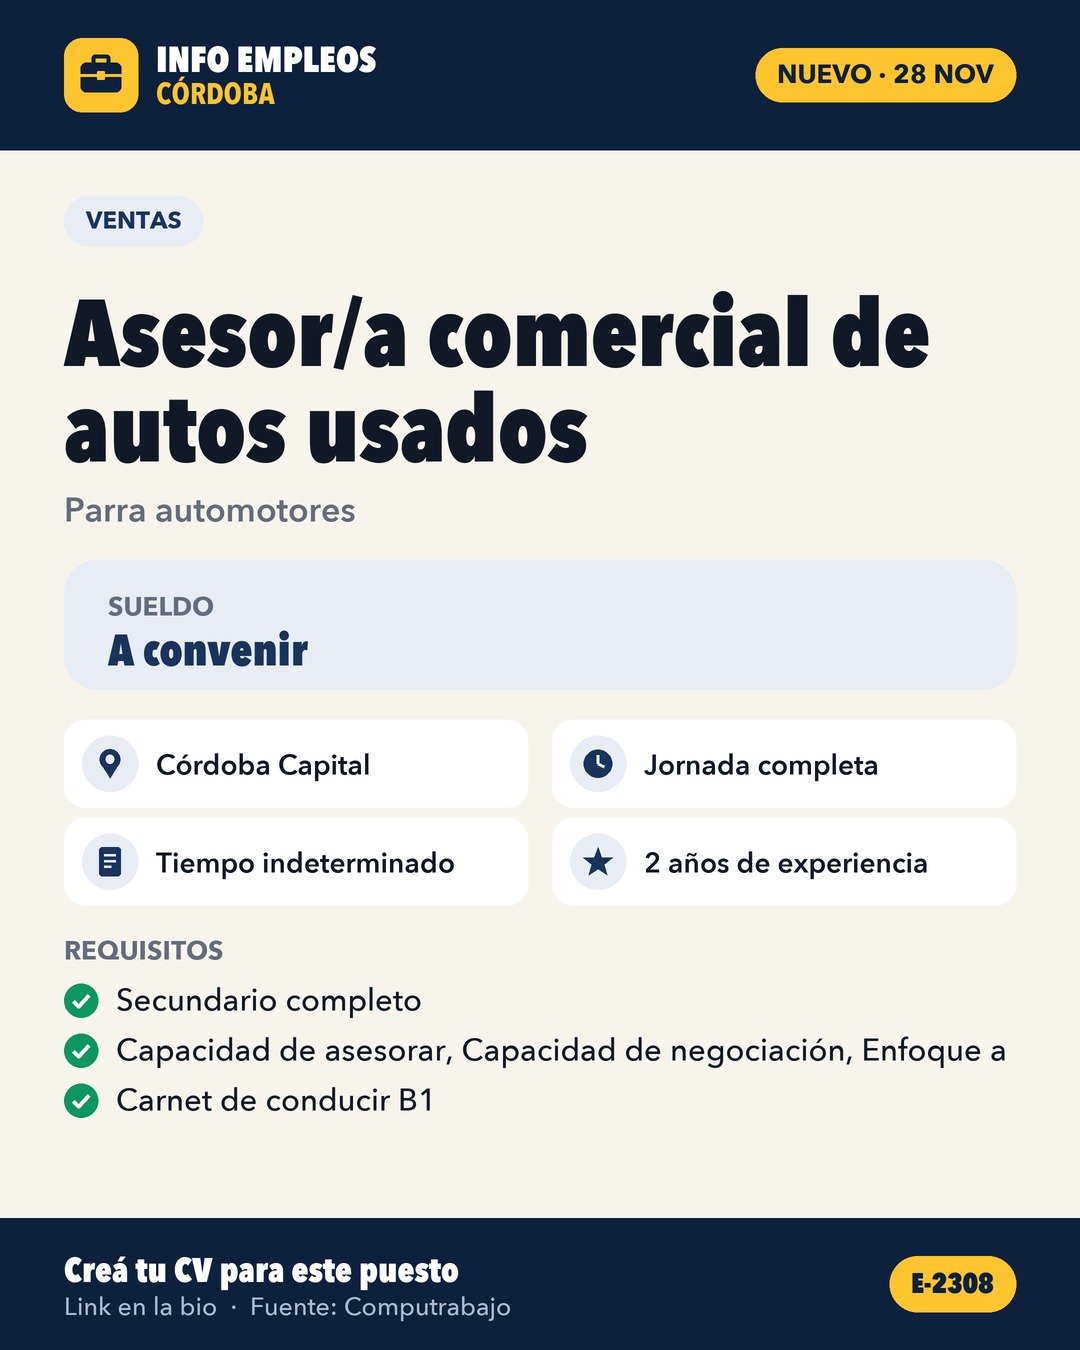 INFO EMPLEOS
CÓRDOBA
NUEVO · 28 NOV
VENTAS
Asesor/a comercial de
autos usados
Parra automotores
SUELDO
A convenir
Córdoba Capital
Jornada completa
Tiempo indeterminado
2 años de experiencia
REQUISITOS
Secundario completo
Capacidad de asesorar, Capacidad de negociación, Enfoque a
Carnet de conducir B1
Creá tu CV para este puesto
Link en la bio · Fuente: Computrabajo
E-2308